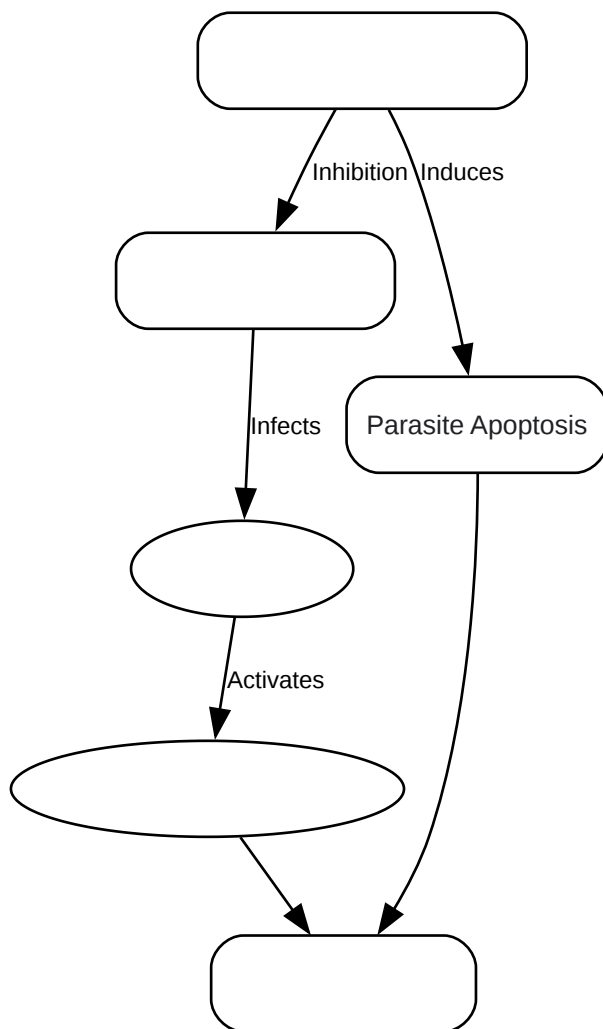 Inhibition Induces
Parasite Apoptosis
Infects
Activates